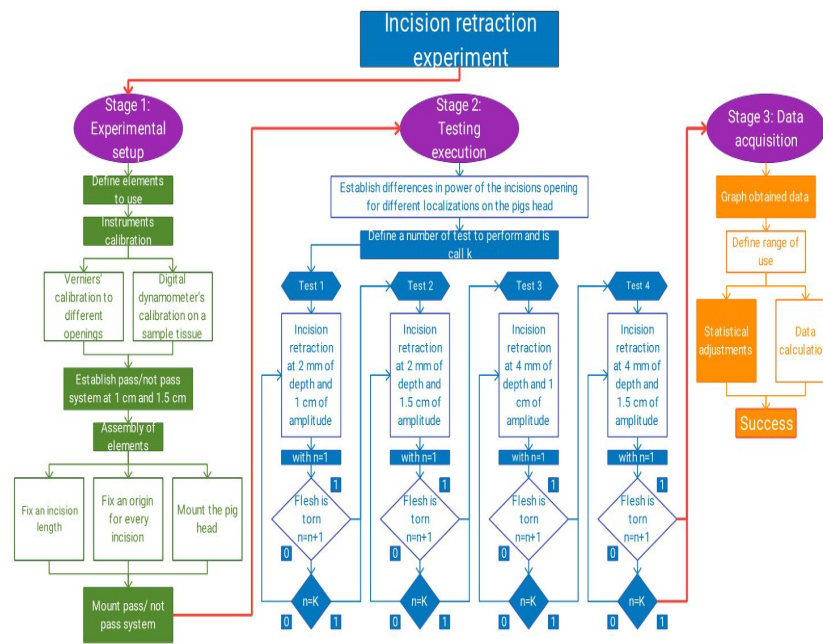 Incision retraction
experiment
Stage 1:
Experimental
setup
Define elements
to use
Instruments
calibration
Verniers'
calibration to
different
openings
Digital
dynamometer's
calibration on a
sample tissue
Establish pass/not pass
system at 1 cm and 1.5 cm
Assembly of
elements
Fix an incision
length
Fix an origin
for every
incision
Mount the pig
head
Mount pass/ not
pass system
Stage 2:
Testing
execution
Establish differences in power of the incisions opening
for different localizations on the pigs head
Define a number of test to perform and is
call k
Test 1
Incision
retraction
at 2 mm of
depth and
1 cm of
amplitude
with n=1
1
Flesh is
torn
n=n+1
0
n=K
0
1
Test 2
Incision
retraction
at 2 mm of
depth and
1.5 cm of
amplitude
with n=1
1
Flesh is
torn
n=n+1
0
n=K
0
1
Test 3
Incision
retraction
at 4 mm of
depth and 1
cm of
amplitude
with n=1
1
Flesh is
torn
n=n+1
0
n=K
0
1
Test 4
Incision
retraction
at 4 mm of
depth and
1.5 cm of
amplitude
with n=1
1
Flesh is
torn
n=n+1
0
n=K
0
1
Stage 3: Data
acquisition
Graph obtained data
Define range of
use
Statistical
adjustments
Data
calculation
Success